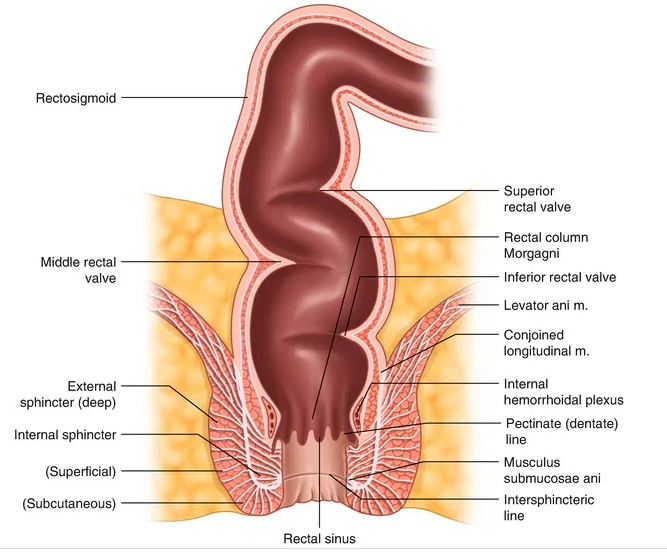 Rectosigmoid
Middle rectal
valve
External
sphincter (deep)
Internal sphincter
(Superficial)
(Subcutaneous)
Superior
rectal valve
Rectal column
Morgagni
Inferior rectal valve
Levator ani m.
Conjoined
longitudinal m.
Internal
hemorrhoidal plexus
Pectinate (dentate)
line
Musculus
submucosae ani
Intersphincteric
line
Rectal sinus